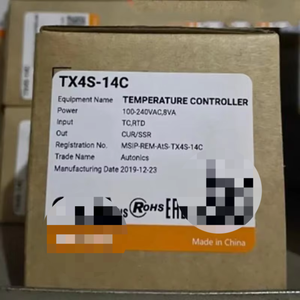 TX4S-14C
Equipment Name TEMPERATURE CONTROLLER
Power 100-240VAC,8VA
Input TC,RTD
Out CUR/SSR
Registration No. MSIP-REM-AtS-TX4S-14C
Trade Name Autonics
Manufacturing Date 2019-12-23
RoHS EAC
Made in China